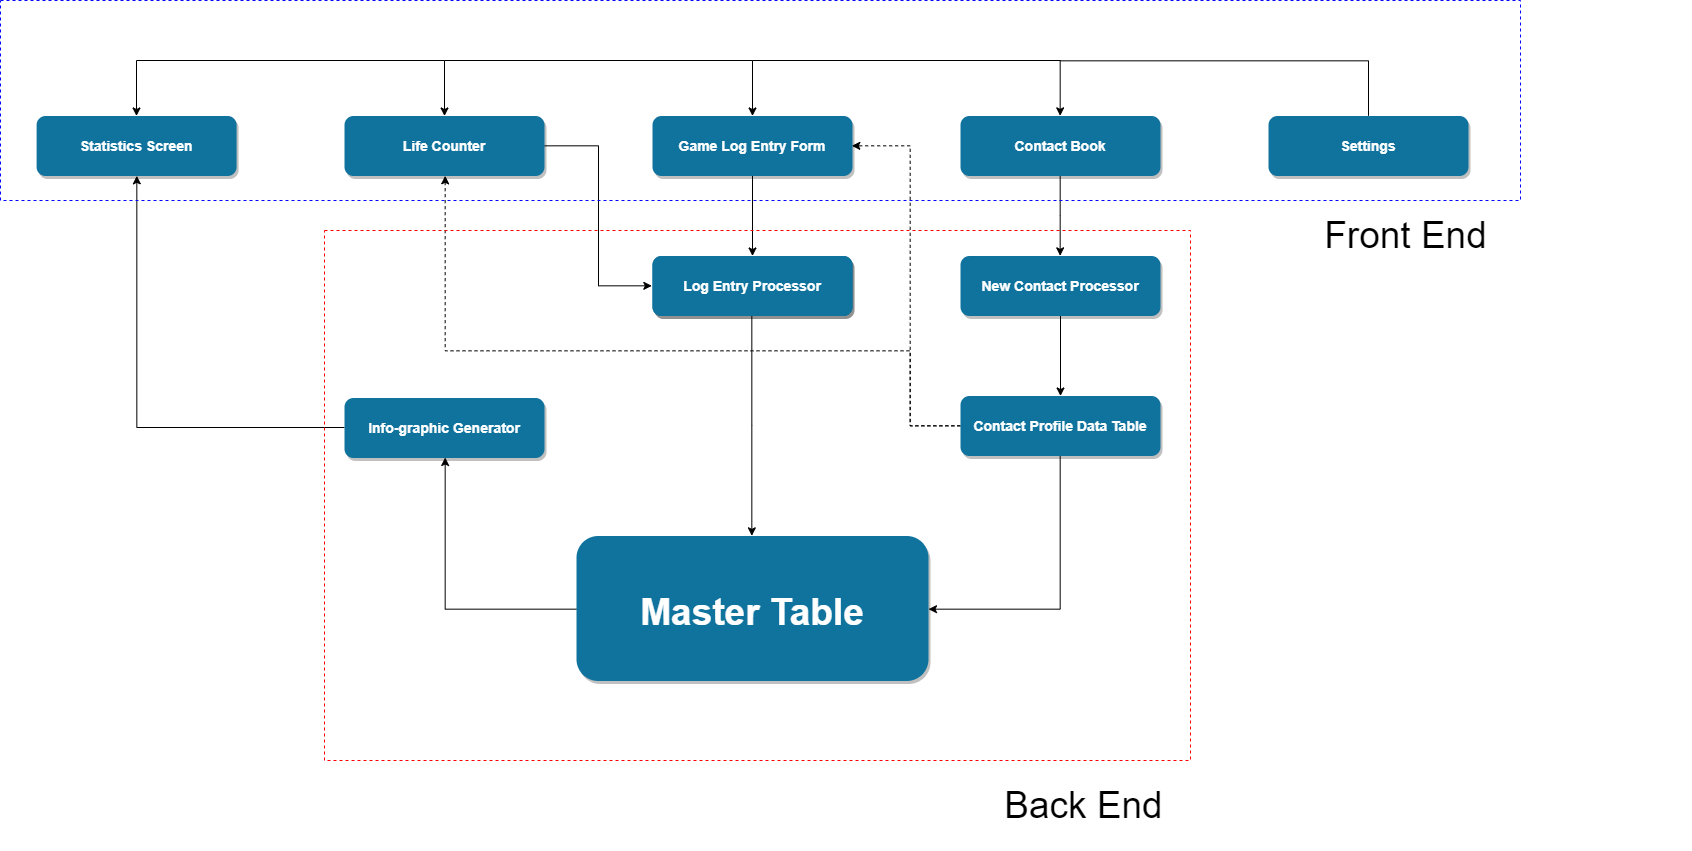 Statistics Screen
Life Counter
Game Log Entry Form
Contact Book
Settings
Front End
Log Entry Processor
New Contact Processor
Info-graphic Generator
Contact Profile Data Table
Master Table
Back End